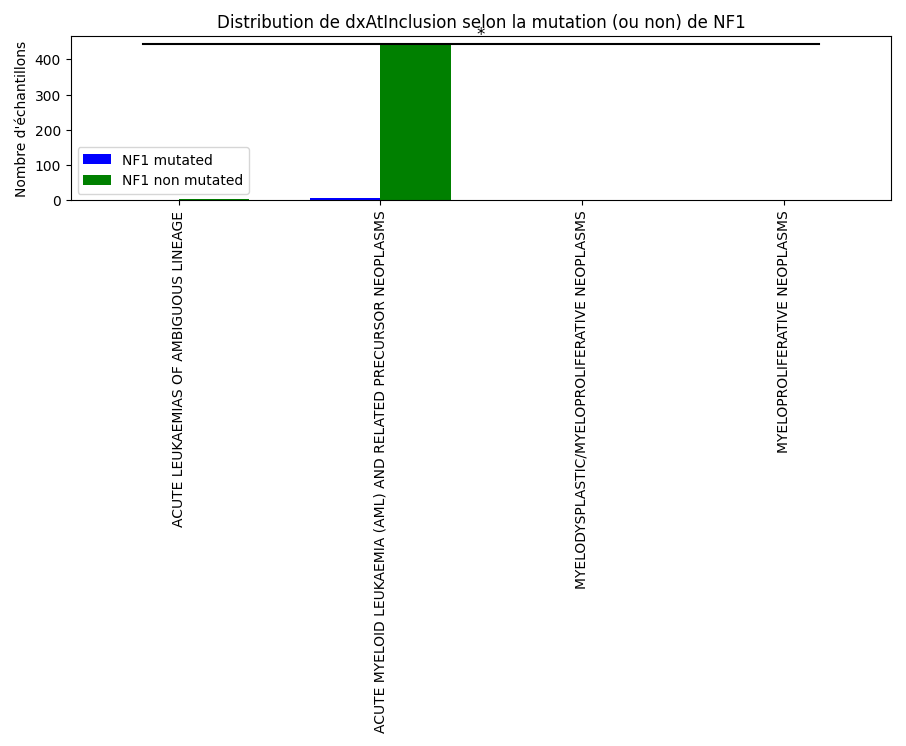 Distribution de dxAtInclusion selon la mutation (ou non) de NF1
*
Nombre d'échantillons
400
300
200
100
0
NF1 mutated
NF1 non mutated
ACUTE LEUKAEMIAS OF AMBIGUOUS LINEAGE
ACUTE MYELOID LEUKAEMIA (AML) AND RELATED PRECURSOR NEOPLASMS
MYELODYSPLASTIC/MYELOPROLIFERATIVE NEOPLASMS
MYELOPROLIFERATIVE NEOPLASMS